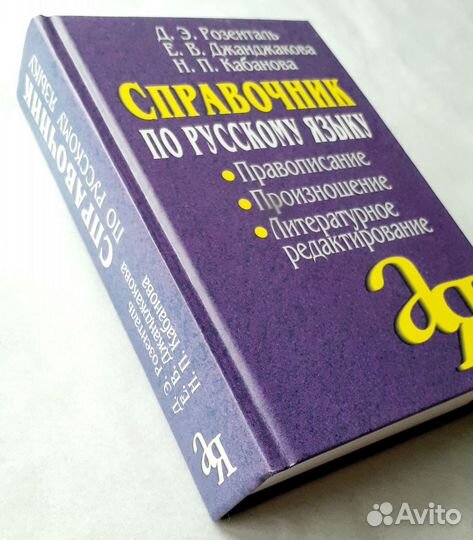 Д. Э. Розенталь
Е. В. Джанджакова
Н. П. Кабанова
Справочник
по русскому языку
• Правописание
• Произношение
• Литературное
редактирование
а Я
Д. Э. Розенталь
Е. В. Джанджакова
Н. П. Кабанова
Справочник
по русскому языку
а Я
Avito